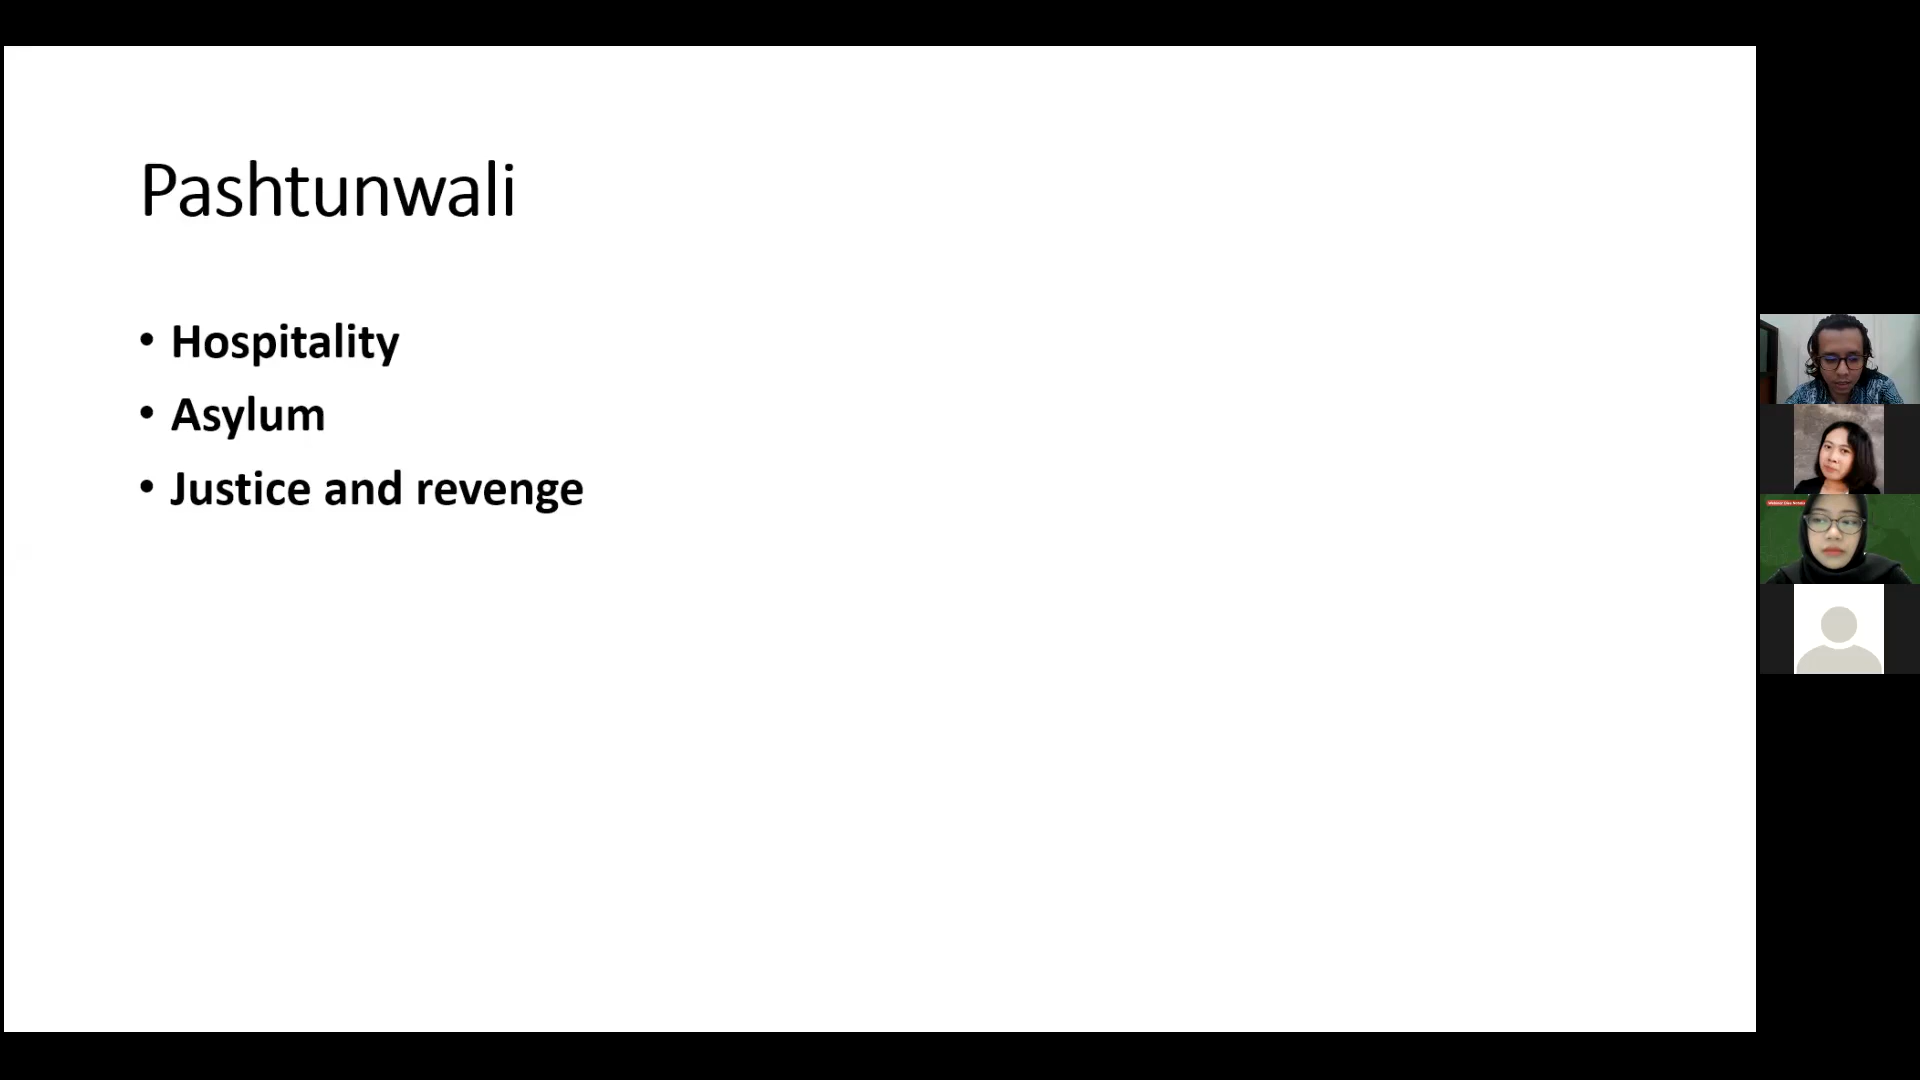 Pashtunwali
• Hospitality
• Asylum
• Justice and revenge